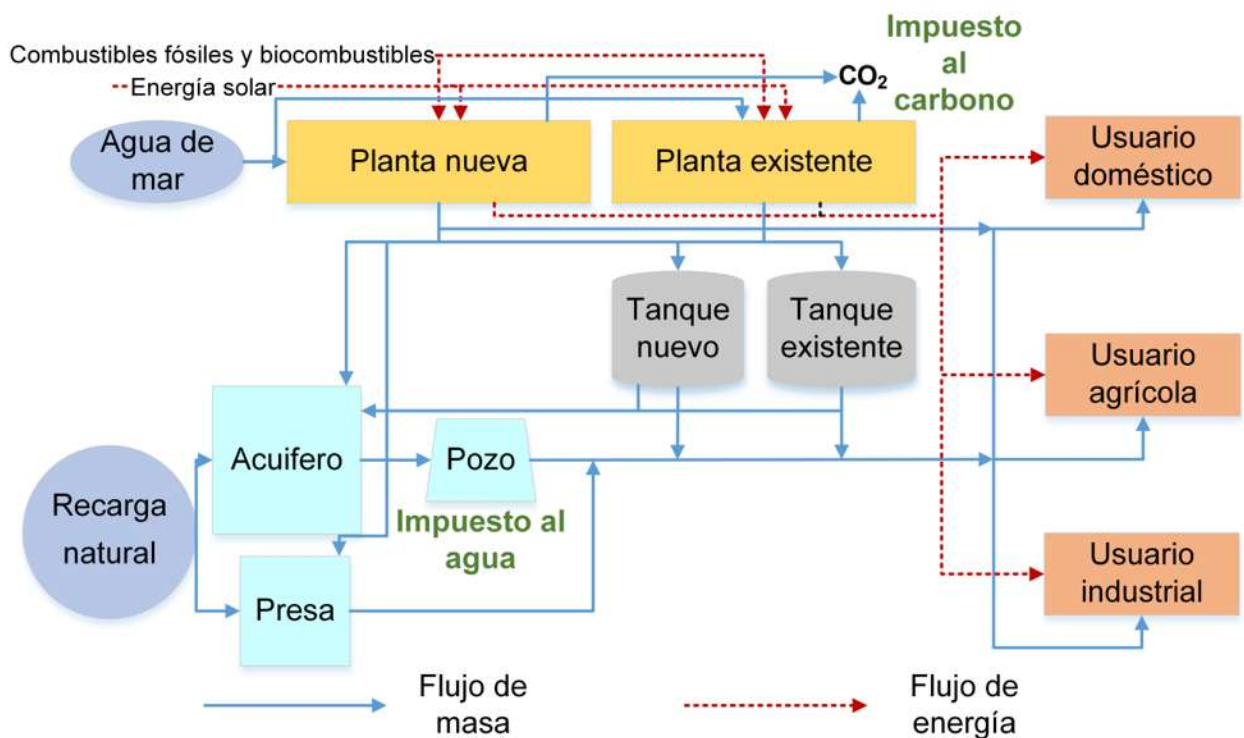 Combustibles fósiles y biocombustibles
Energía solar
Impuesto
al
carbono
CO₂
Agua de
mar
Planta nueva
Planta existente
Usuario
doméstico
Tanque
nuevo
Tanque
existente
Usuario
agrícola
Acuifero
Pozo
Recarga
natural
Impuesto al
agua
Presa
Usuario
industrial
Flujo de
masa
Flujo de
energía